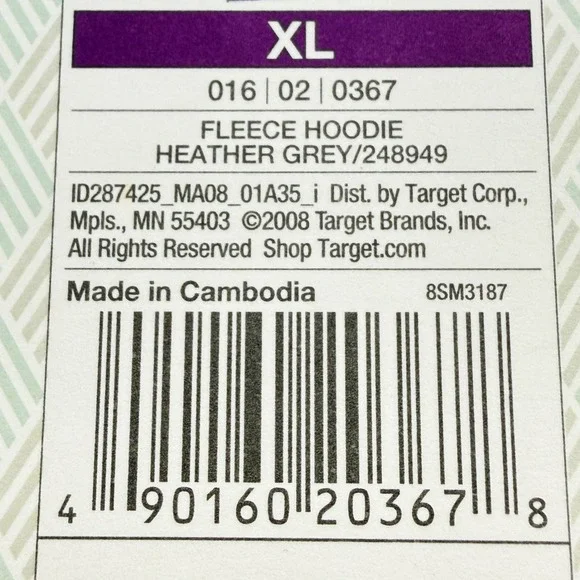 XL
016 | 02 | 0367
FLEECE HOODIE
HEATHER GREY/248949
ID287425_MA08_01A35_i Dist. by Target Corp.,
Mpls., MN 55403 ©2008 Target Brands, Inc.
All Rights Reserved Shop Target.com
Made in Cambodia 8SM3187
4 90160 20367 8